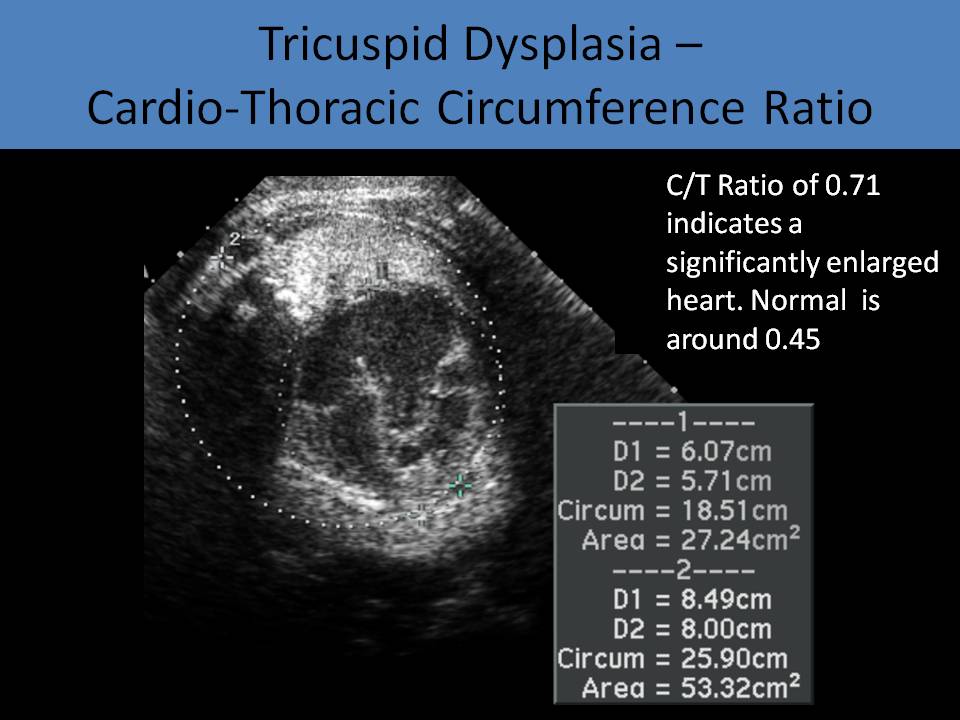 Tricuspid Dysplasia –
Cardio-Thoracic Circumference Ratio
C/T Ratio of 0.71
indicates a
significantly enlarged
heart. Normal is
around 0.45
2
----1----
D1 = 6.07cm
D2 = 5.71cm
Circum = 18.51cm
Area = 27.24cm²
----2----
D1 = 8.49cm
D2 = 8.00cm
Circum = 25.90cm
Area = 53.32cm²